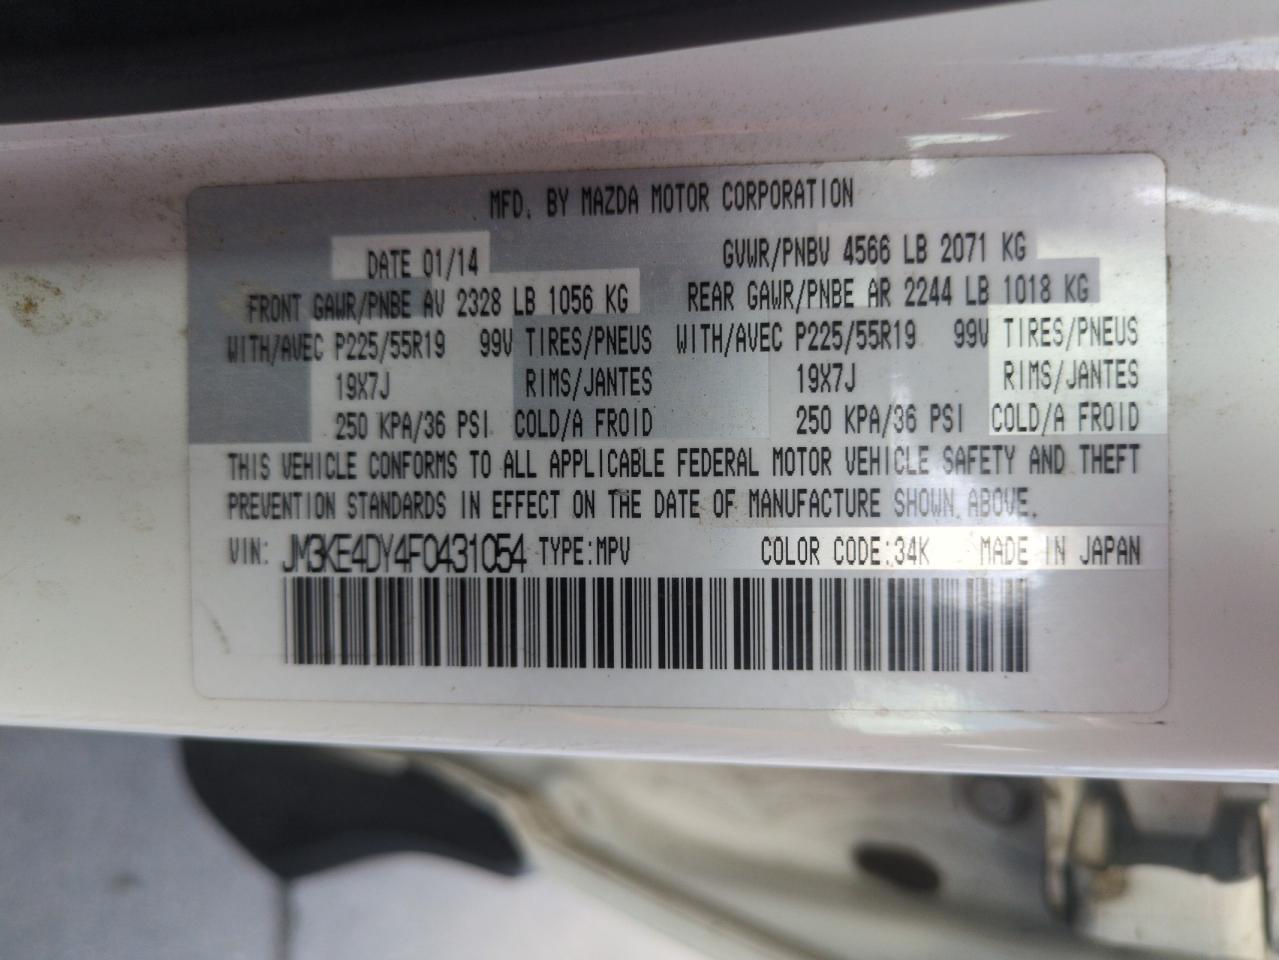 MFD. BY MAZDA MOTOR CORPORATION
DATE 01/14 GVWR/PNBV 4566 LB 2071 KG
FRONT GAWR/PNBE AV 2328 LB 1056 KG REAR GAWR/PNBE AR 2244 LB 1018 KG
WITH/AVEC P225/55R19 99V TIRES/PNEUS WITH/AVEC P225/55R19 99V TIRES/PNEUS
19X7J RIMS/JANTES 19X7J RIMS/JANTES
250 KPA/36 PSI COLD/A FROID 250 KPA/36 PSI COLD/A FROID
THIS VEHICLE CONFORMS TO ALL APPLICABLE FEDERAL MOTOR VEHICLE SAFETY AND THEFT
PREVENTION STANDARDS IN EFFECT ON THE DATE OF MANUFACTURE SHOWN ABOVE.
VIN: JM3KE4DY4F0431054 TYPE:MPV COLOR CODE:34K MADE IN JAPAN